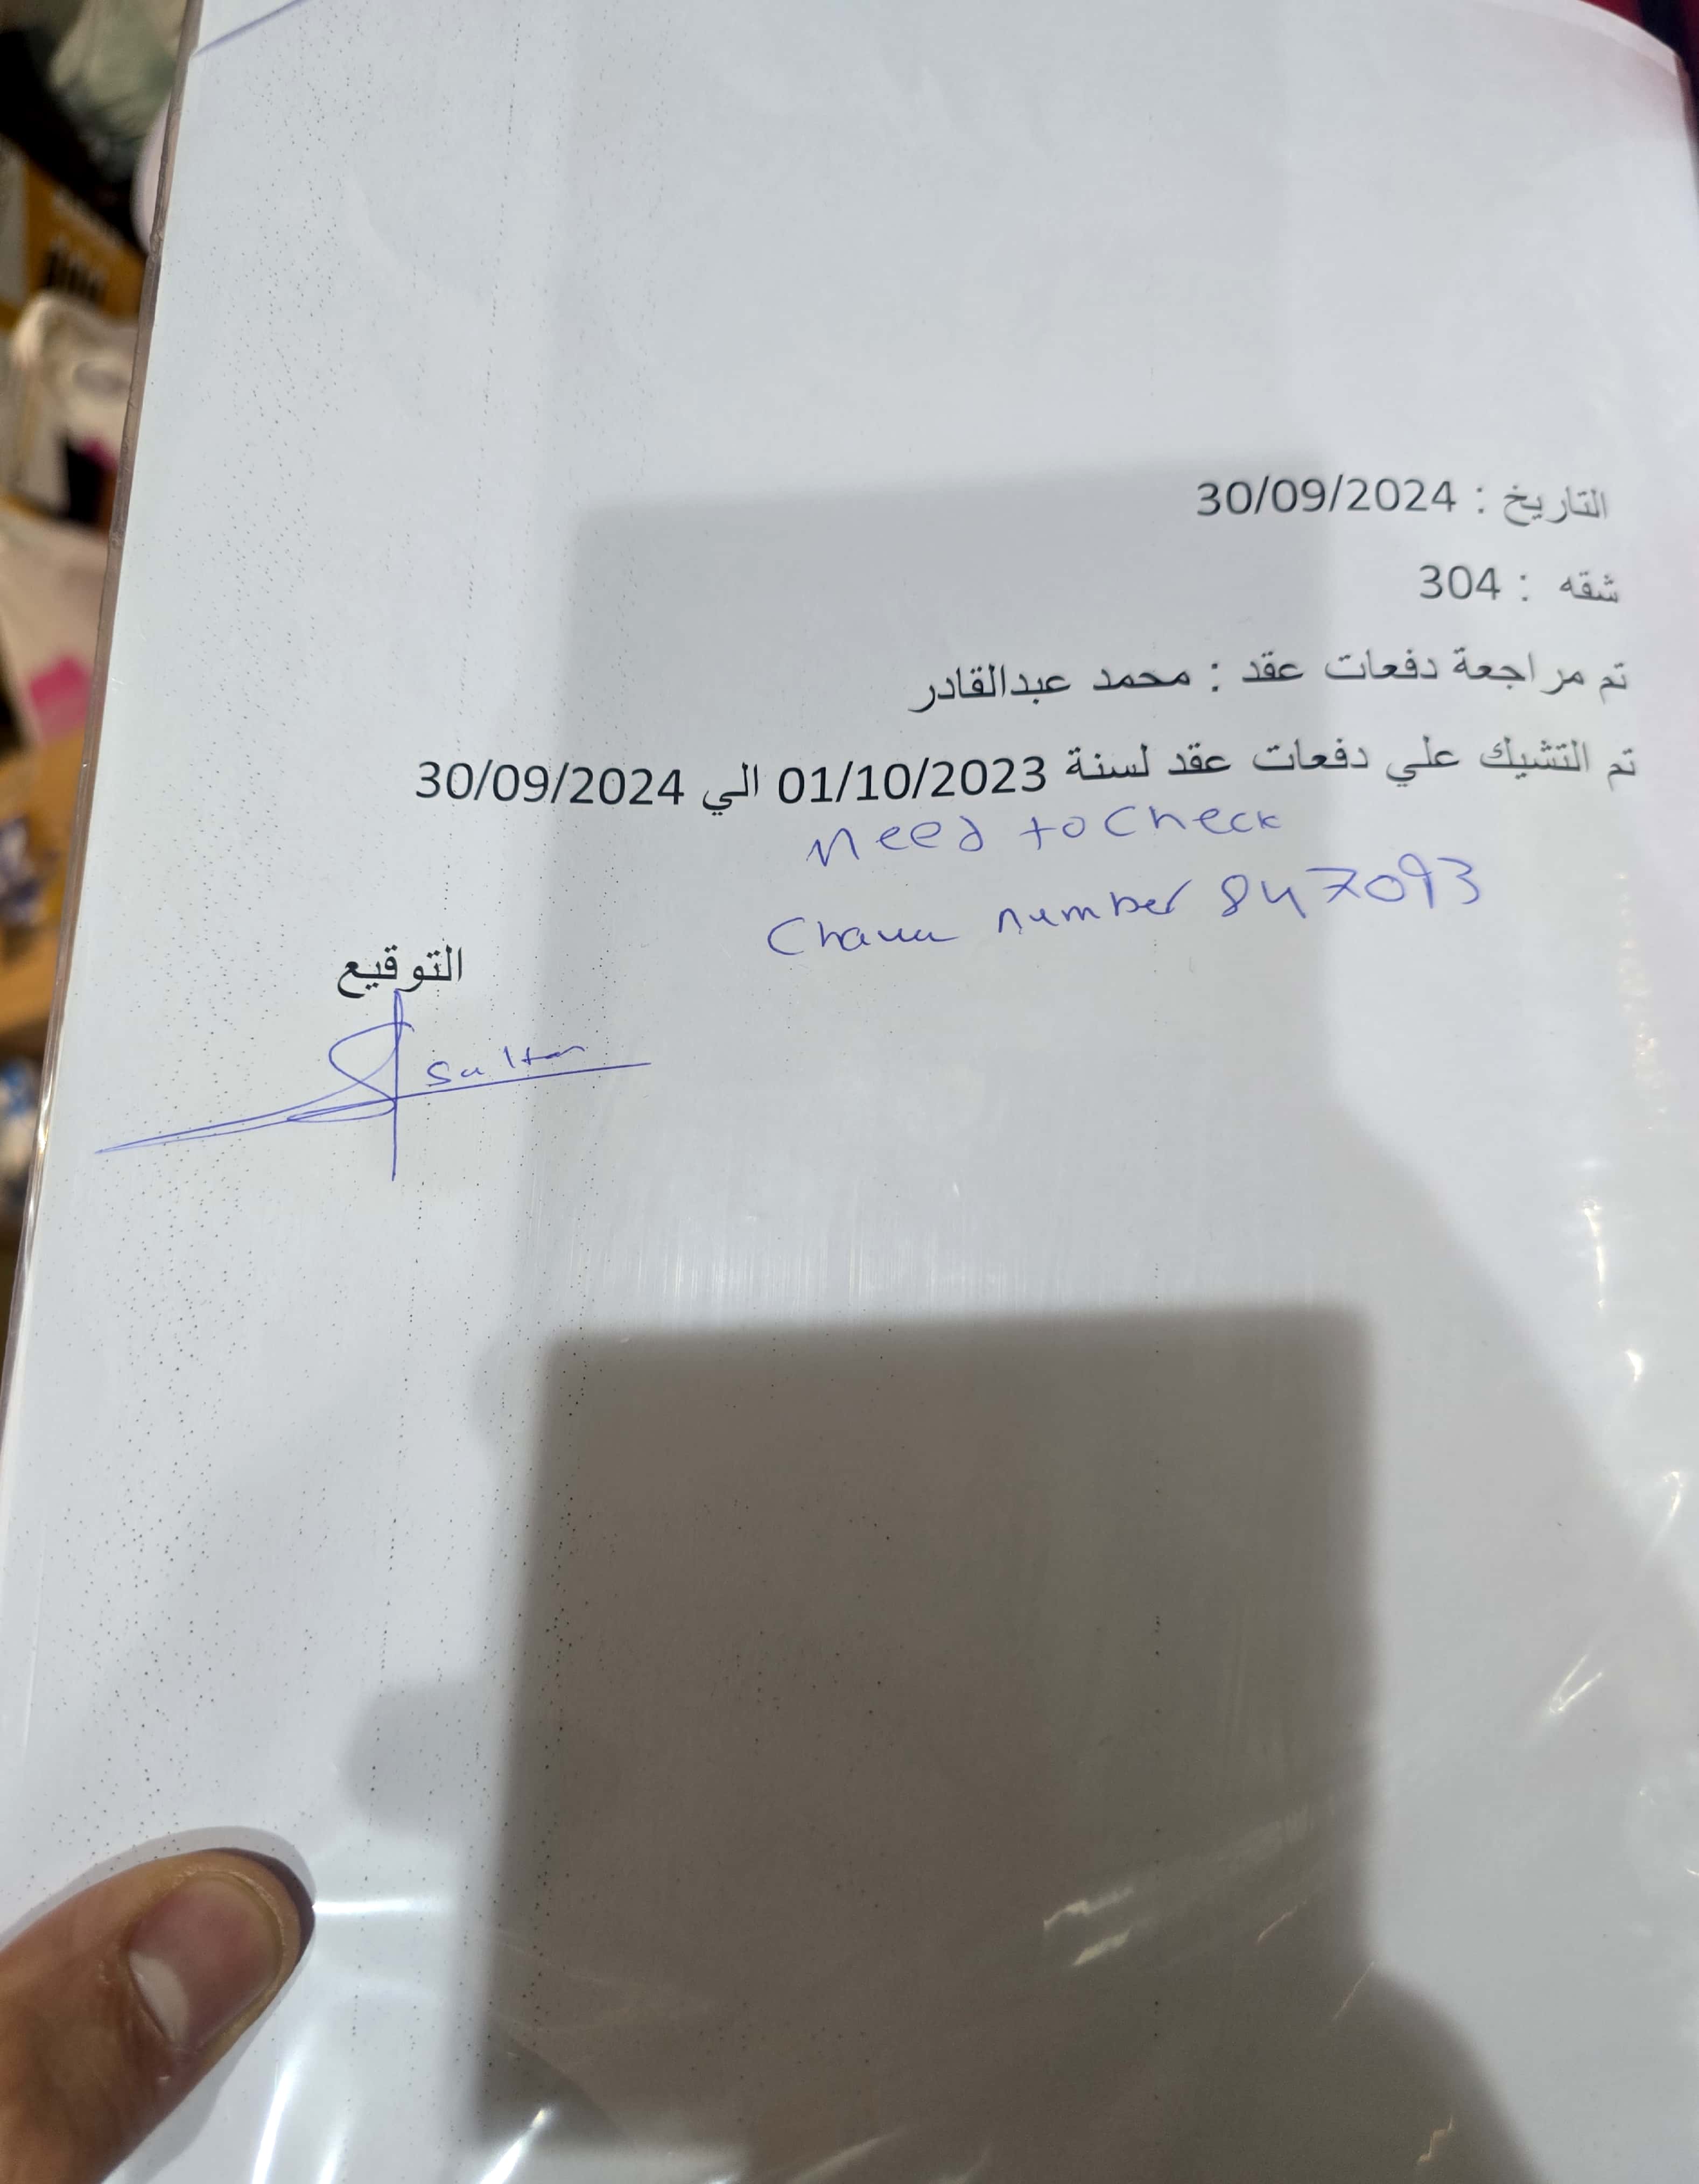 التاريخ : 30/09/2024
شقه : 304
تم مراجعة دفعات عقد : محمد عبدالقادر
تم التشيك علي دفعات عقد لسنة 01/10/2023 الي 30/09/2024
need to check
number 847093
التوقيع
Sultan